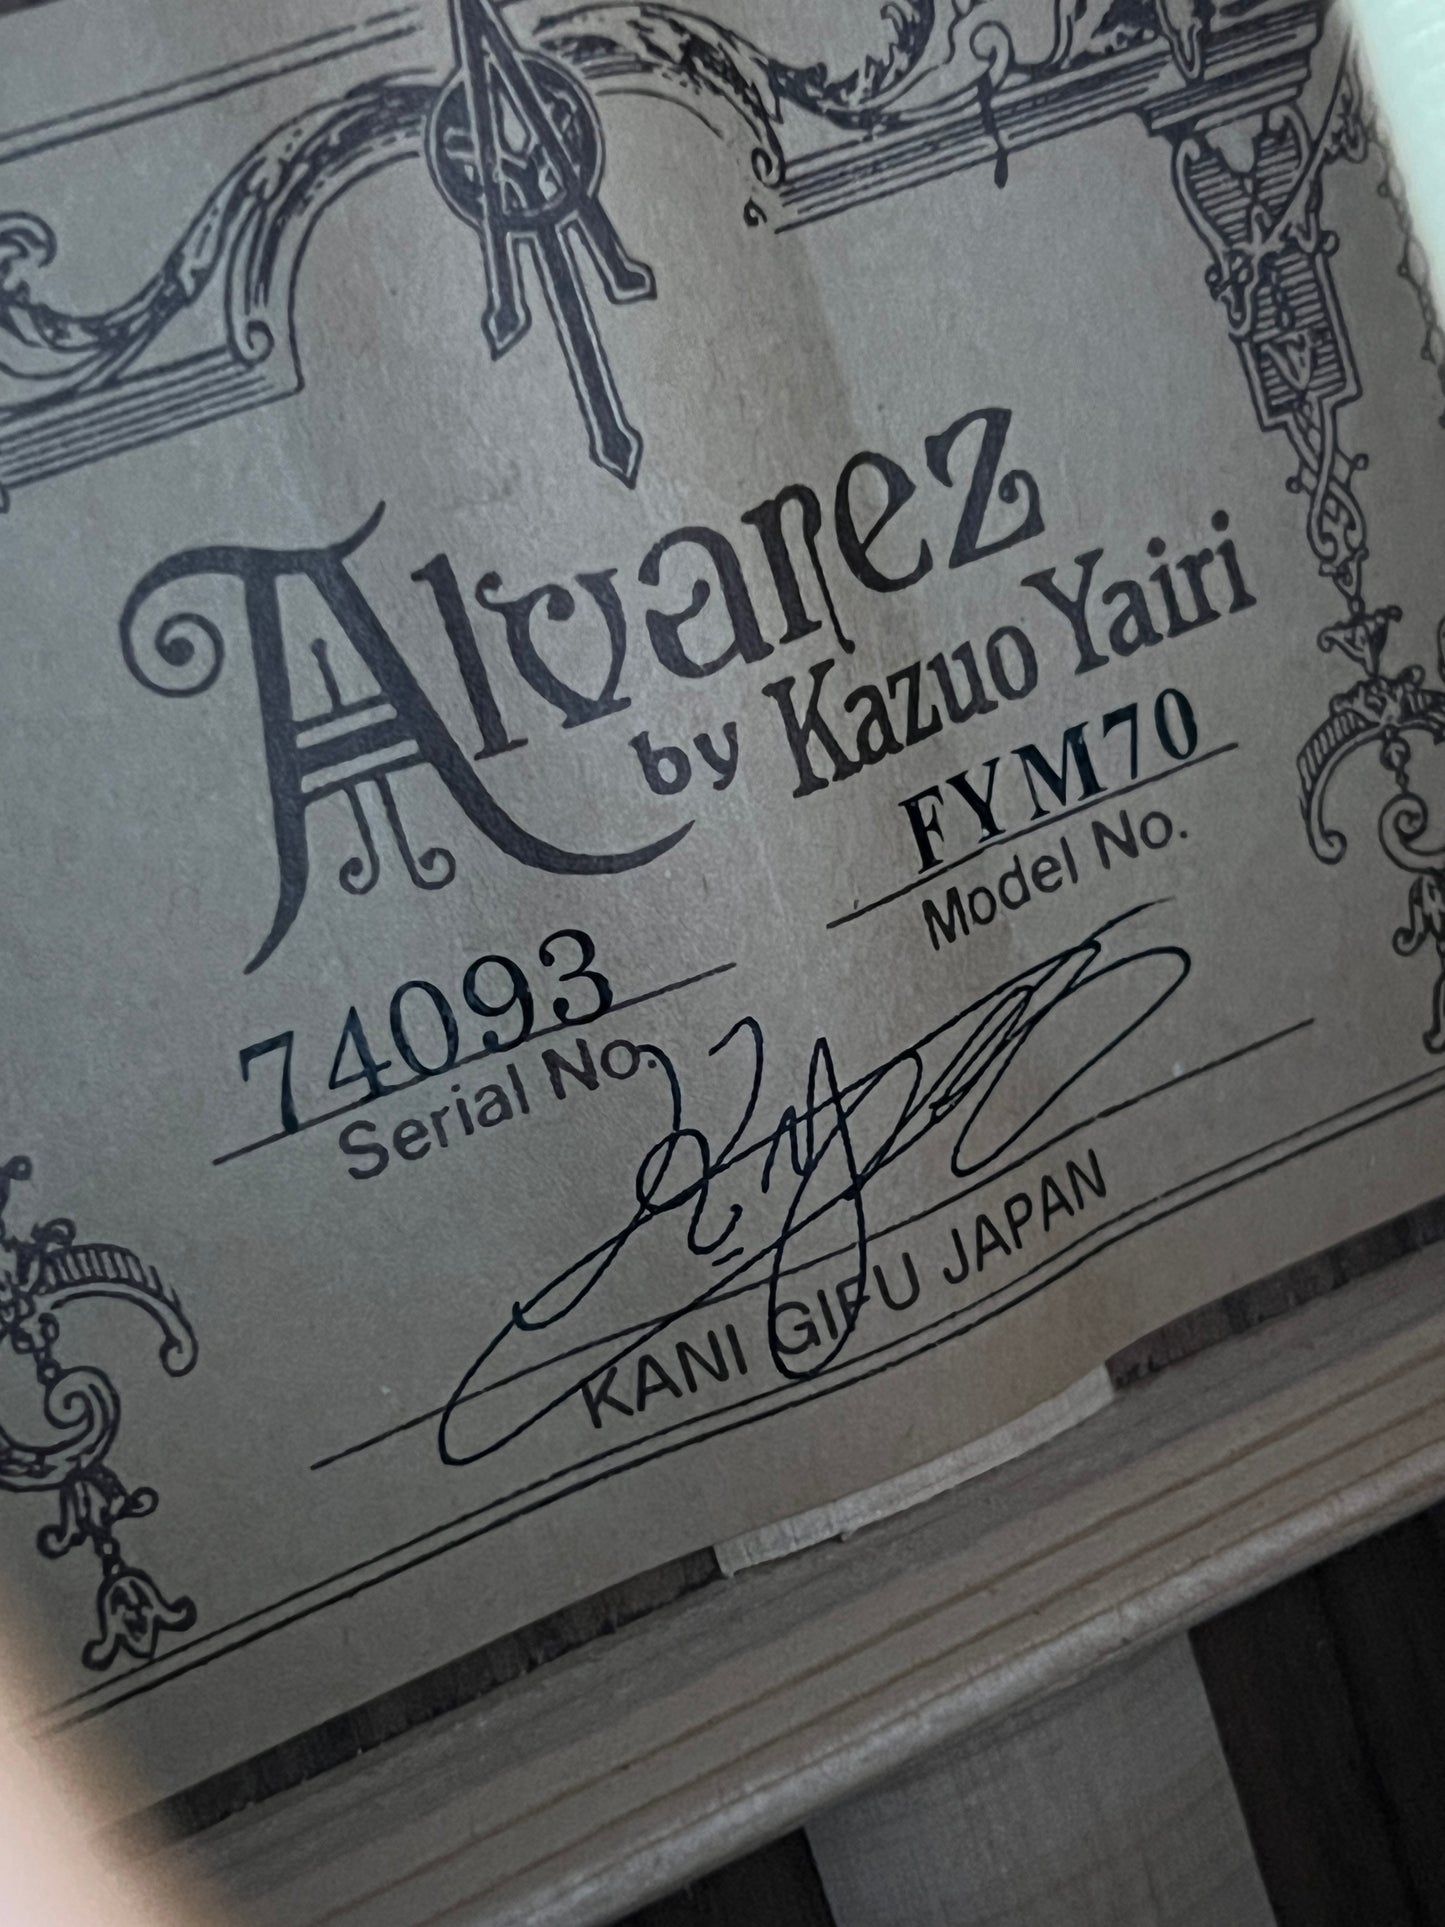 Alvarez
by Kazuo Yairi
FYM70
Model No.
74093
Serial No.
KANI GIFU JAPAN